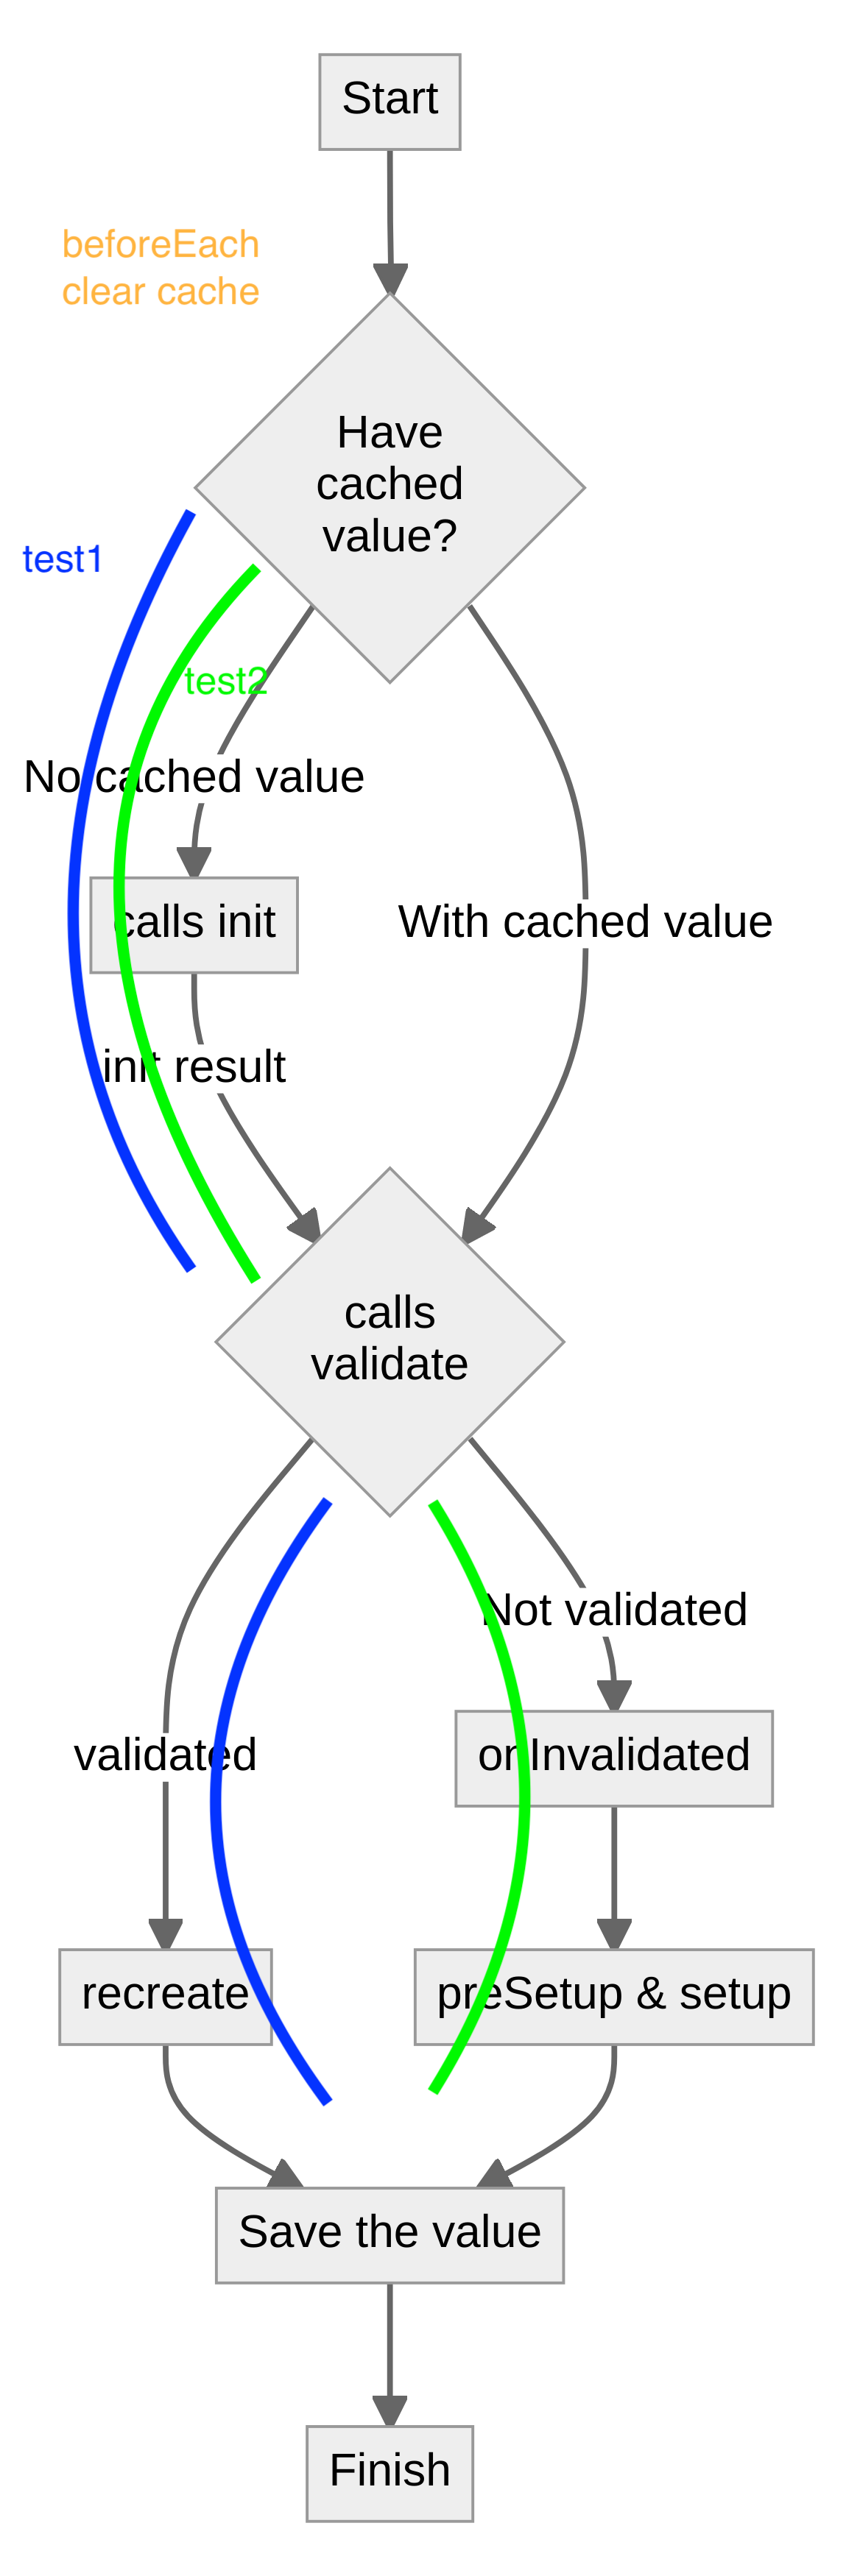 Start
beforeEach
clear cache
Have
cached
value?
test1
test2
No cached value
calls init
With cached value
init result
calls
validate
Not validated
validated
onInvalidated
recreate
preSetup & setup
Save the value
Finish